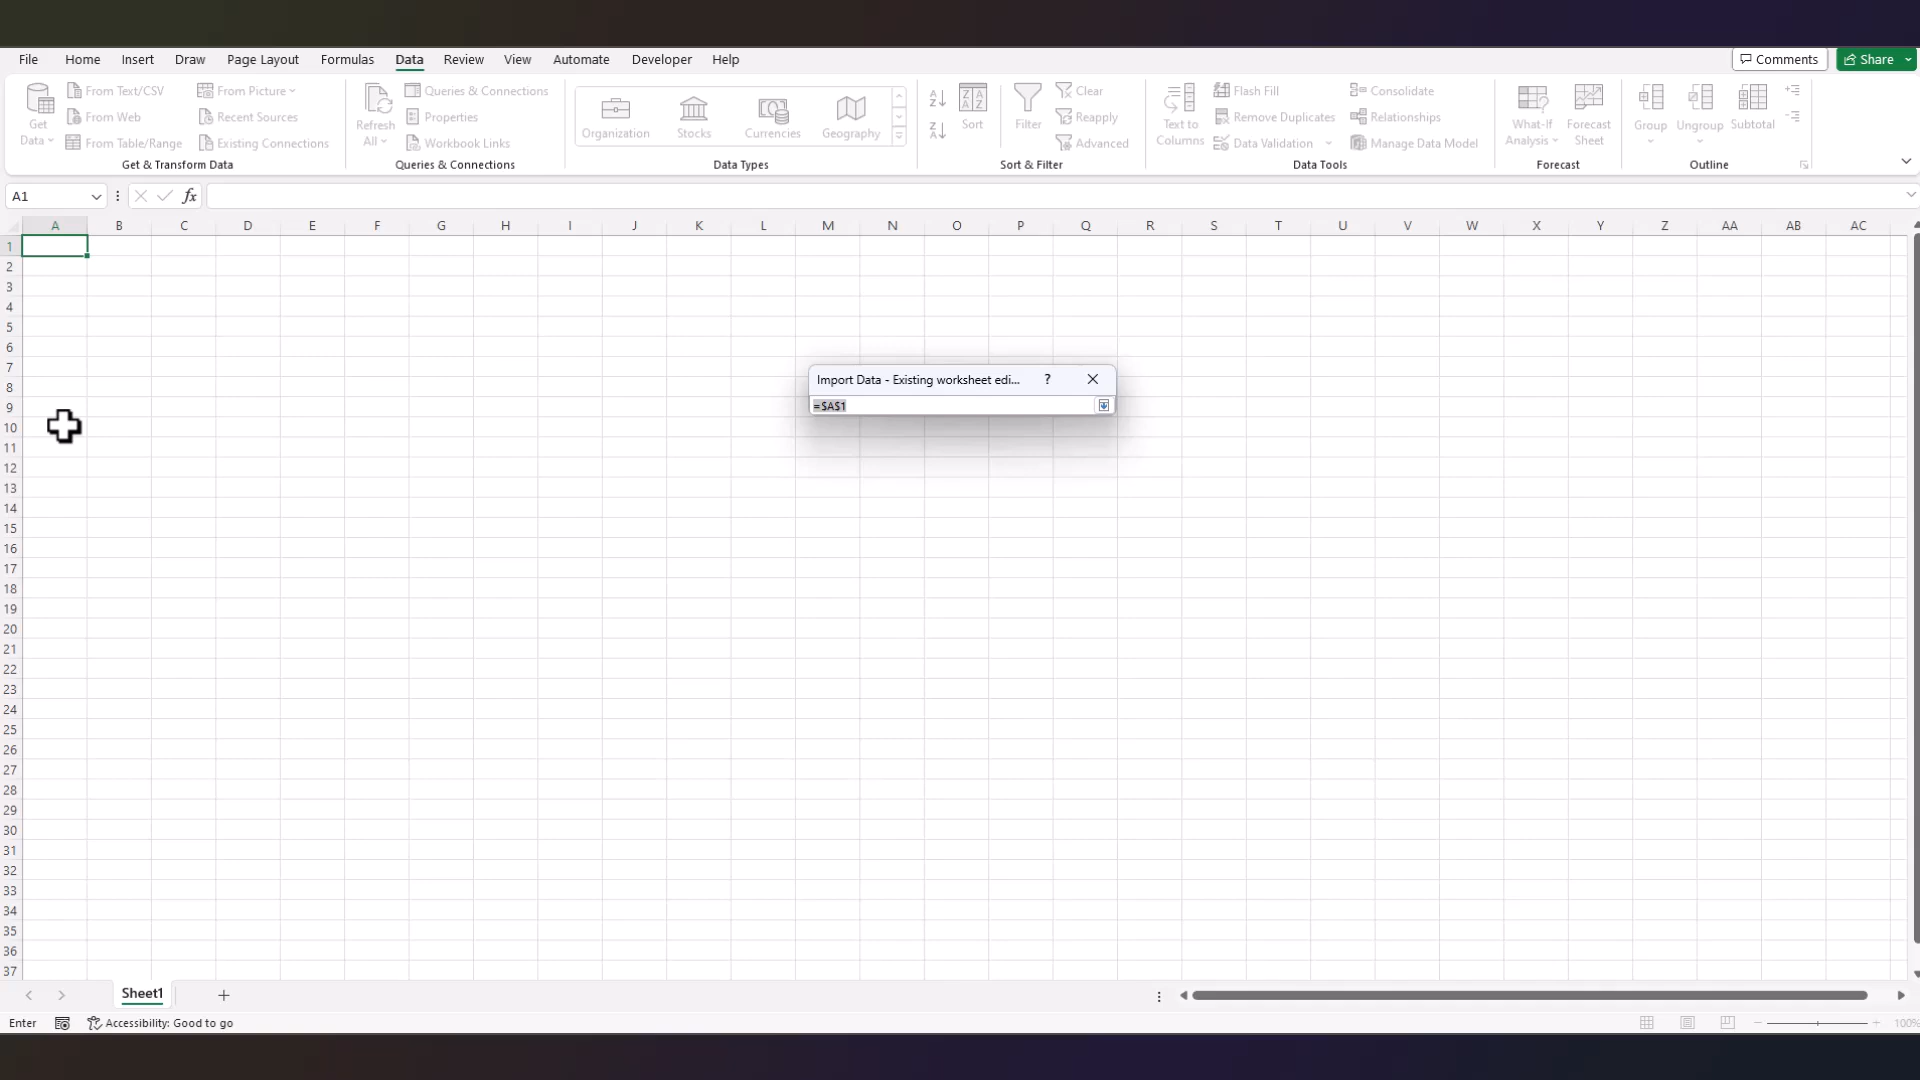 File Home Insert Draw Page Layout Formulas Data Review View Automate Developer Help Comments Share
Get Data
From Text/CSV
From Web
From Table/Range
From Picture
Recent Sources
Existing Connections
Get & Transform Data
Refresh All
Queries & Connections
Properties
Workbook Links
Queries & Connections
Organization Stocks Currencies Geography
Data Types
A Z
Z A
Z A A Z
Sort
Filter
Clear
Reapply
Advanced
Sort & Filter
Text to Columns
Flash Fill
Remove Duplicates
Data Validation
Consolidate
Relationships
Manage Data Model
Data Tools
What-If Analysis
Forecast Sheet
Forecast
Group Ungroup Subtotal
Outline
A1 fx
A B C D E F G H I J K L M N O P Q R S T U V W X Y Z AA AB AC
1
2
3
4
5
6
7
Import Data - Existing worksheet edi... ?
8
=$A$1
9
10
11
12
13
14
15
16
17
18
19
20
21
22
23
24
25
26
27
28
29
30
31
32
33
34
35
36
37
Sheet1
Enter Accessibility: Good to go 100%